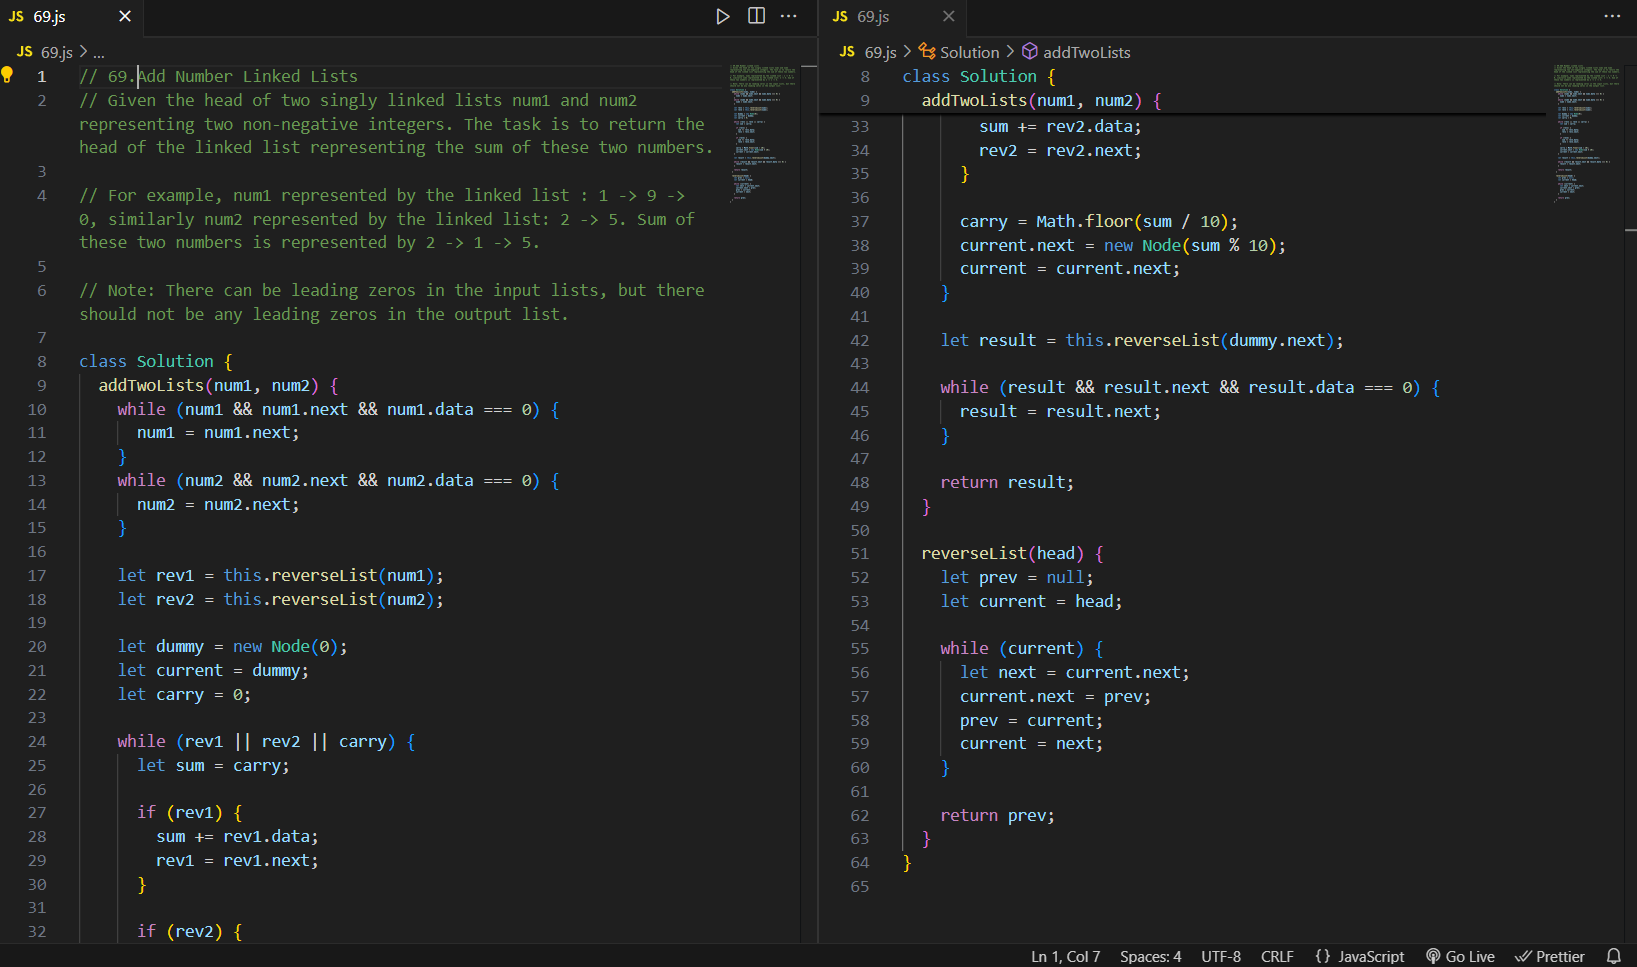 JS 69.js
JS 69.js > ...
1 // 69.Add Number Linked Lists
2 // Given the head of two singly linked lists num1 and num2
representing two non-negative integers. The task is to return the
head of the linked list representing the sum of these two numbers.
3
4 // For example, num1 represented by the linked list : 1 -> 9 ->
0, similarly num2 represented by the linked list: 2 -> 5. Sum of
these two numbers is represented by 2 -> 1 -> 5.
5
6 // Note: There can be leading zeros in the input lists, but there
should not be any leading zeros in the output list.
7
8 class Solution {
9 addTwoLists(num1, num2) {
10 while (num1 && num1.next && num1.data === 0) {
11 num1 = num1.next;
12 }
13 while (num2 && num2.next && num2.data === 0) {
14 num2 = num2.next;
15 }
16
17 let rev1 = this.reverseList(num1);
18 let rev2 = this.reverseList(num2);
19
20 let dummy = new Node(0);
21 let current = dummy;
22 let carry = 0;
23
24 while (rev1 || rev2 || carry) {
25 let sum = carry;
26
27 if (rev1) {
28 sum += rev1.data;
29 rev1 = rev1.next;
30 }
31
32 if (rev2) {
JS 69.js
JS 69.js > Solution > addTwoLists
8 class Solution {
9 addTwoLists(num1, num2) {
33 sum += rev2.data;
34 rev2 = rev2.next;
35 }
36
37 carry = Math.floor(sum / 10);
38 current.next = new Node(sum % 10);
39 current = current.next;
40 }
41
42 let result = this.reverseList(dummy.next);
43
44 while (result && result.next && result.data === 0) {
45 result = result.next;
46 }
47
48 return result;
49 }
50
51 reverseList(head) {
52 let prev = null;
53 let current = head;
54
55 while (current) {
56 let next = current.next;
57 current.next = prev;
58 prev = current;
59 current = next;
60 }
61
62 return prev;
63 }
64 }
65
Ln 1, Col 7 Spaces: 4 UTF-8 CRLF {} JavaScript Go Live Prettier